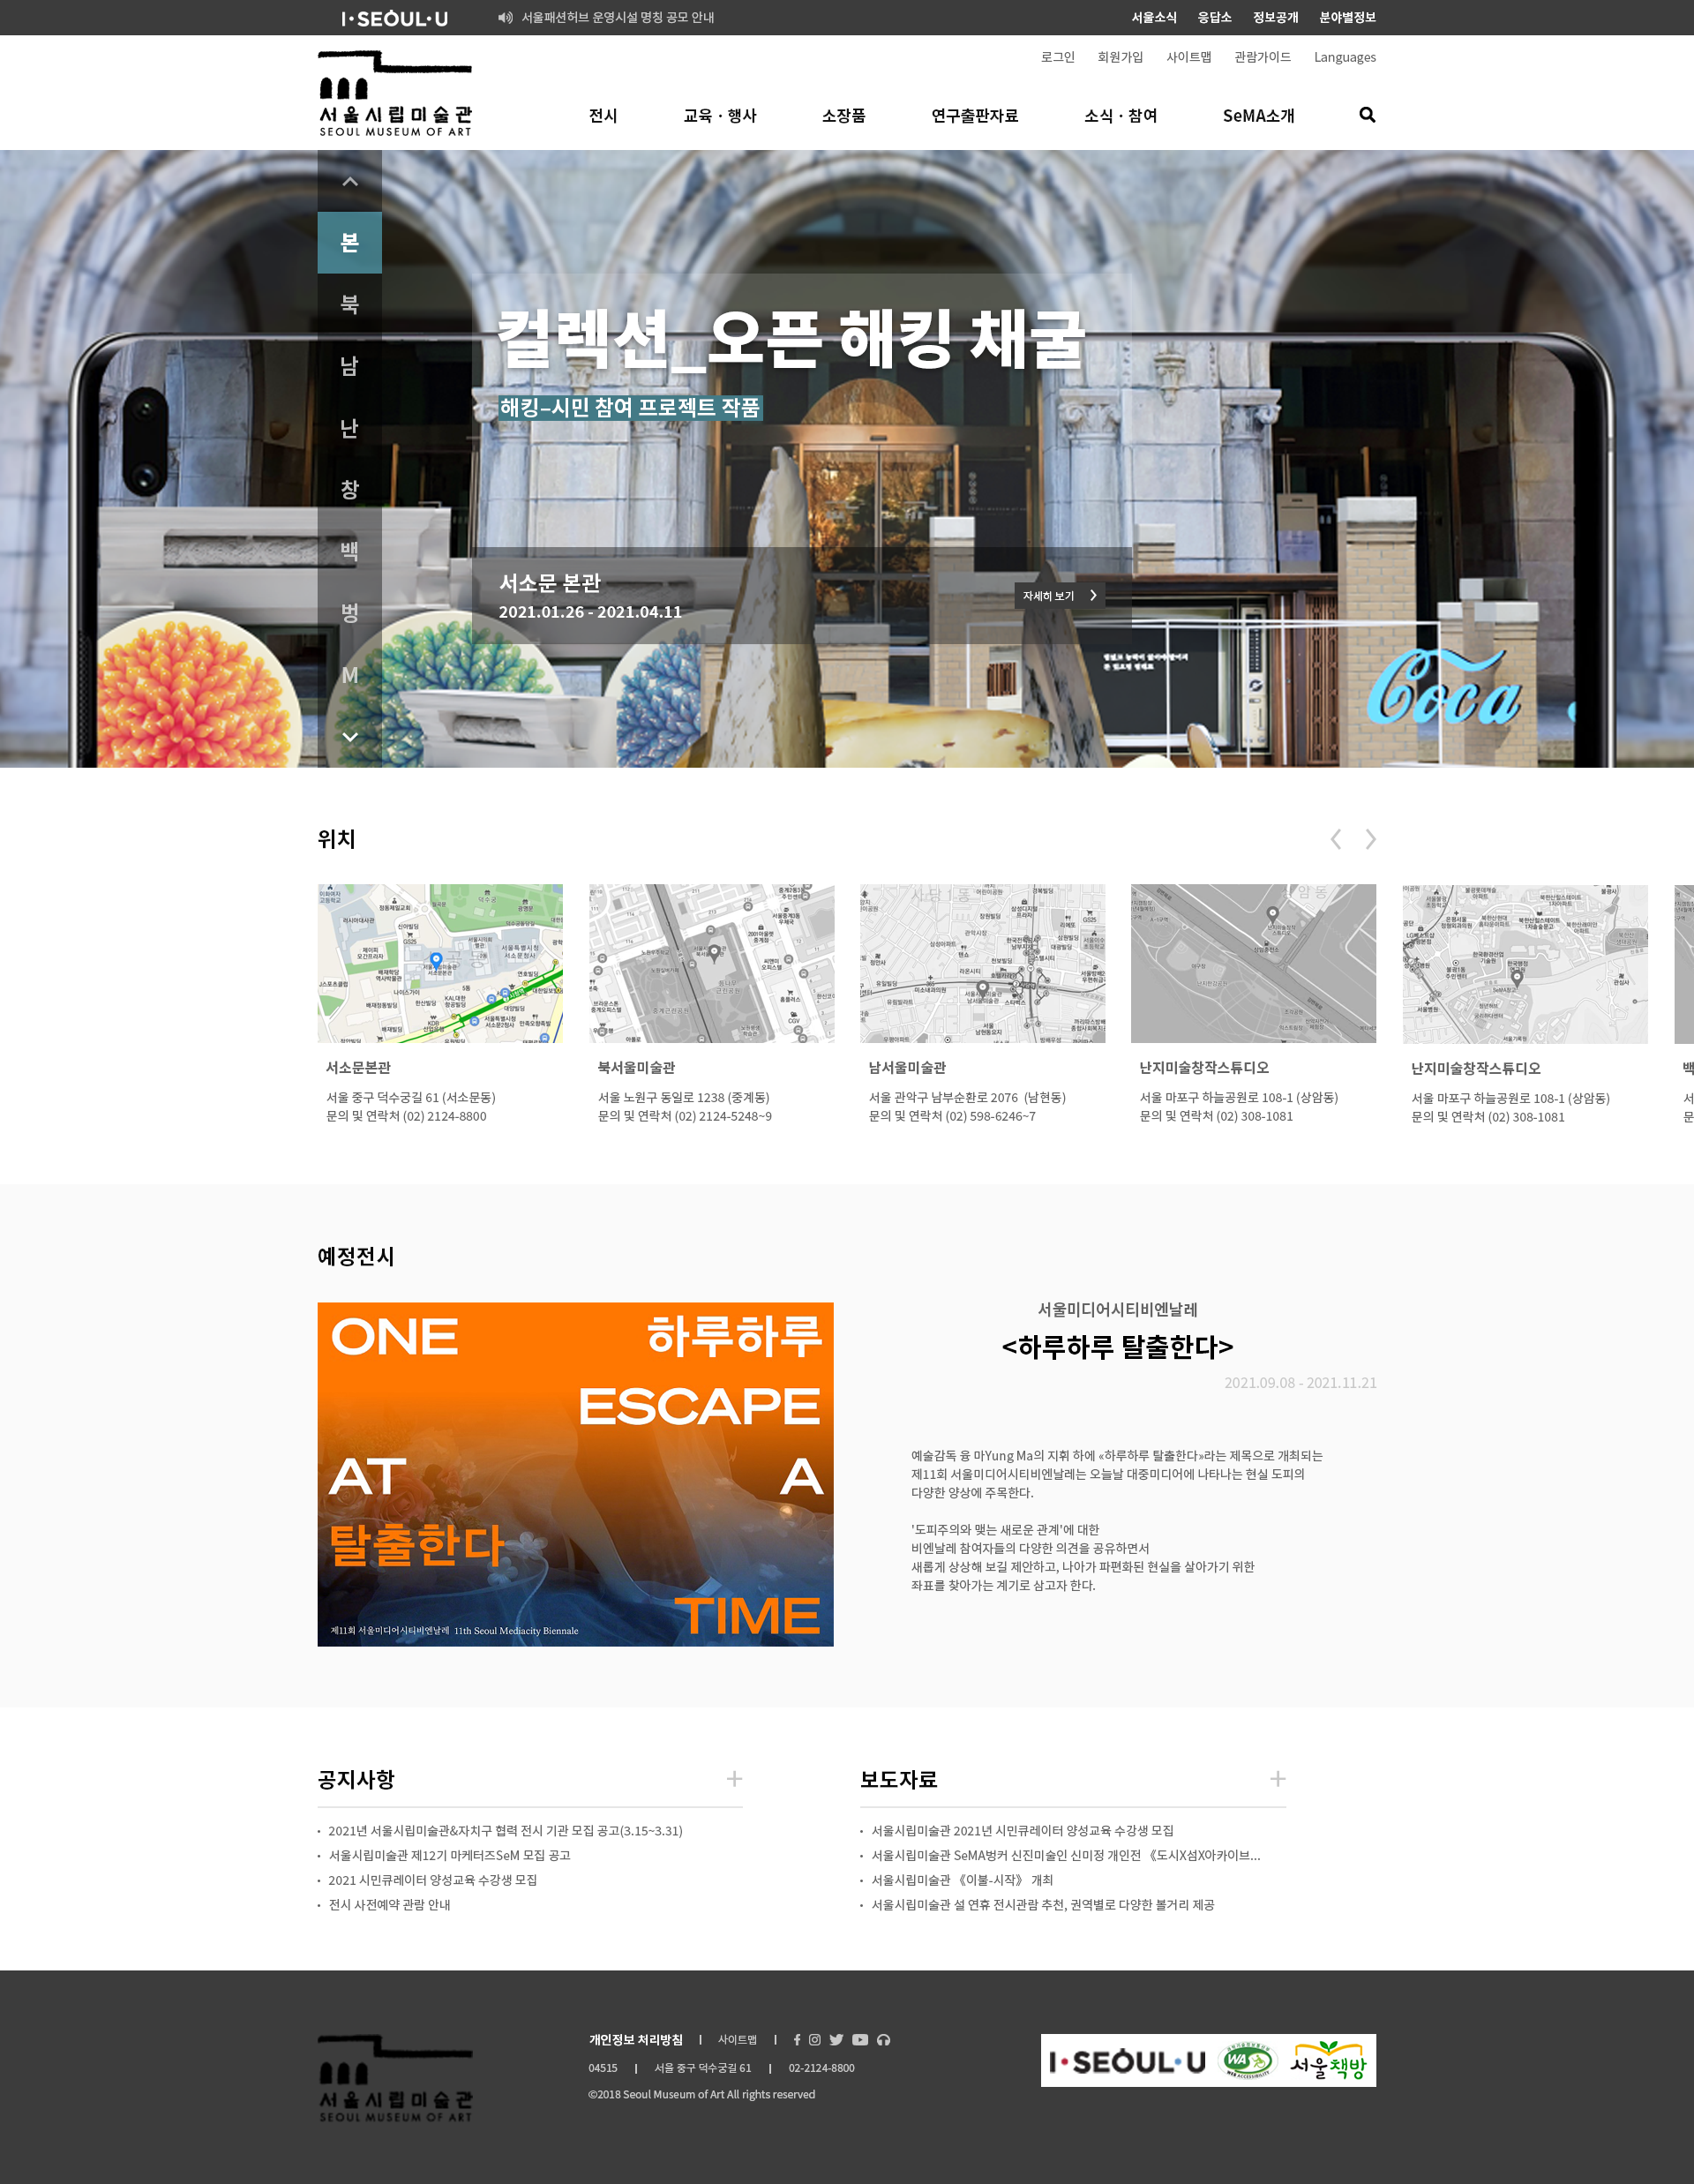 I·SEOUL·U
서울패션허브 운영시설 명칭 공모 안내
서울소식 응답소 정보공개 분야별정보
로그인 회원가입 사이트맵 관람가이드 Languages
서울시립미술관
SEOUL MUSEUM OF ART
전시 교육 · 행사 소장품 연구출판자료 소식 · 참여 SeMA소개
본
북
남
난
창
백
벙
M
컬렉션_오픈 해킹 채굴
해킹–시민 참여 프로젝트 작품
서소문 본관
2021.01.26 - 2021.04.11
자세히 보기
Coca
위치
서소문본관
서울 중구 덕수궁길 61 (서소문동)
문의 및 연락처 (02) 2124-8800
북서울미술관
서울 노원구 동일로 1238 (중계동)
문의 및 연락처 (02) 2124-5248~9
남서울미술관
서울 관악구 남부순환로 2076 (남현동)
문의 및 연락처 (02) 598-6246~7
난지미술창작스튜디오
서울 마포구 하늘공원로 108-1 (상암동)
문의 및 연락처 (02) 308-1081
난지미술창작스튜디오
서울 마포구 하늘공원로 108-1 (상암동)
문의 및 연락처 (02) 308-1081
백
서
문
예정전시
ONE 하루하루
ESCAPE
AT A
탈출한다
TIME
제11회 서울미디어시티비엔날레 11th Seoul Mediacity Biennale
서울미디어시티비엔날레
<하루하루 탈출한다>
2021.09.08 - 2021.11.21
예술감독 융 마Yung Ma의 지휘 하에 «하루하루 탈출한다»라는 제목으로 개최되는
제11회 서울미디어시티비엔날레는 오늘날 대중미디어에 나타나는 현실 도피의
다양한 양상에 주목한다.
'도피주의와 맺는 새로운 관계'에 대한
비엔날레 참여자들의 다양한 의견을 공유하면서
새롭게 상상해 보길 제안하고, 나아가 파편화된 현실을 살아가기 위한
좌표를 찾아가는 계기로 삼고자 한다.
공지사항
· 2021년 서울시립미술관&자치구 협력 전시 기관 모집 공고(3.15~3.31)
· 서울시립미술관 제12기 마케터즈SeM 모집 공고
· 2021 시민큐레이터 양성교육 수강생 모집
· 전시 사전예약 관람 안내
보도자료
· 서울시립미술관 2021년 시민큐레이터 양성교육 수강생 모집
· 서울시립미술관 SeMA벙커 신진미술인 신미정 개인전 《도시X섬X아카이브...
· 서울시립미술관 《이불-시작》 개최
· 서울시립미술관 설 연휴 전시관람 추천, 권역별로 다양한 볼거리 제공
서울시립미술관
SEOUL MUSEUM OF ART
개인정보 처리방침 | 사이트맵 |
04515 | 서울 중구 덕수궁길 61 | 02-2124-8800
©2018 Seoul Museum of Art All rights reserved
I·SEOUL·U
WA
WEB ACCESSIBILITY
서울책방